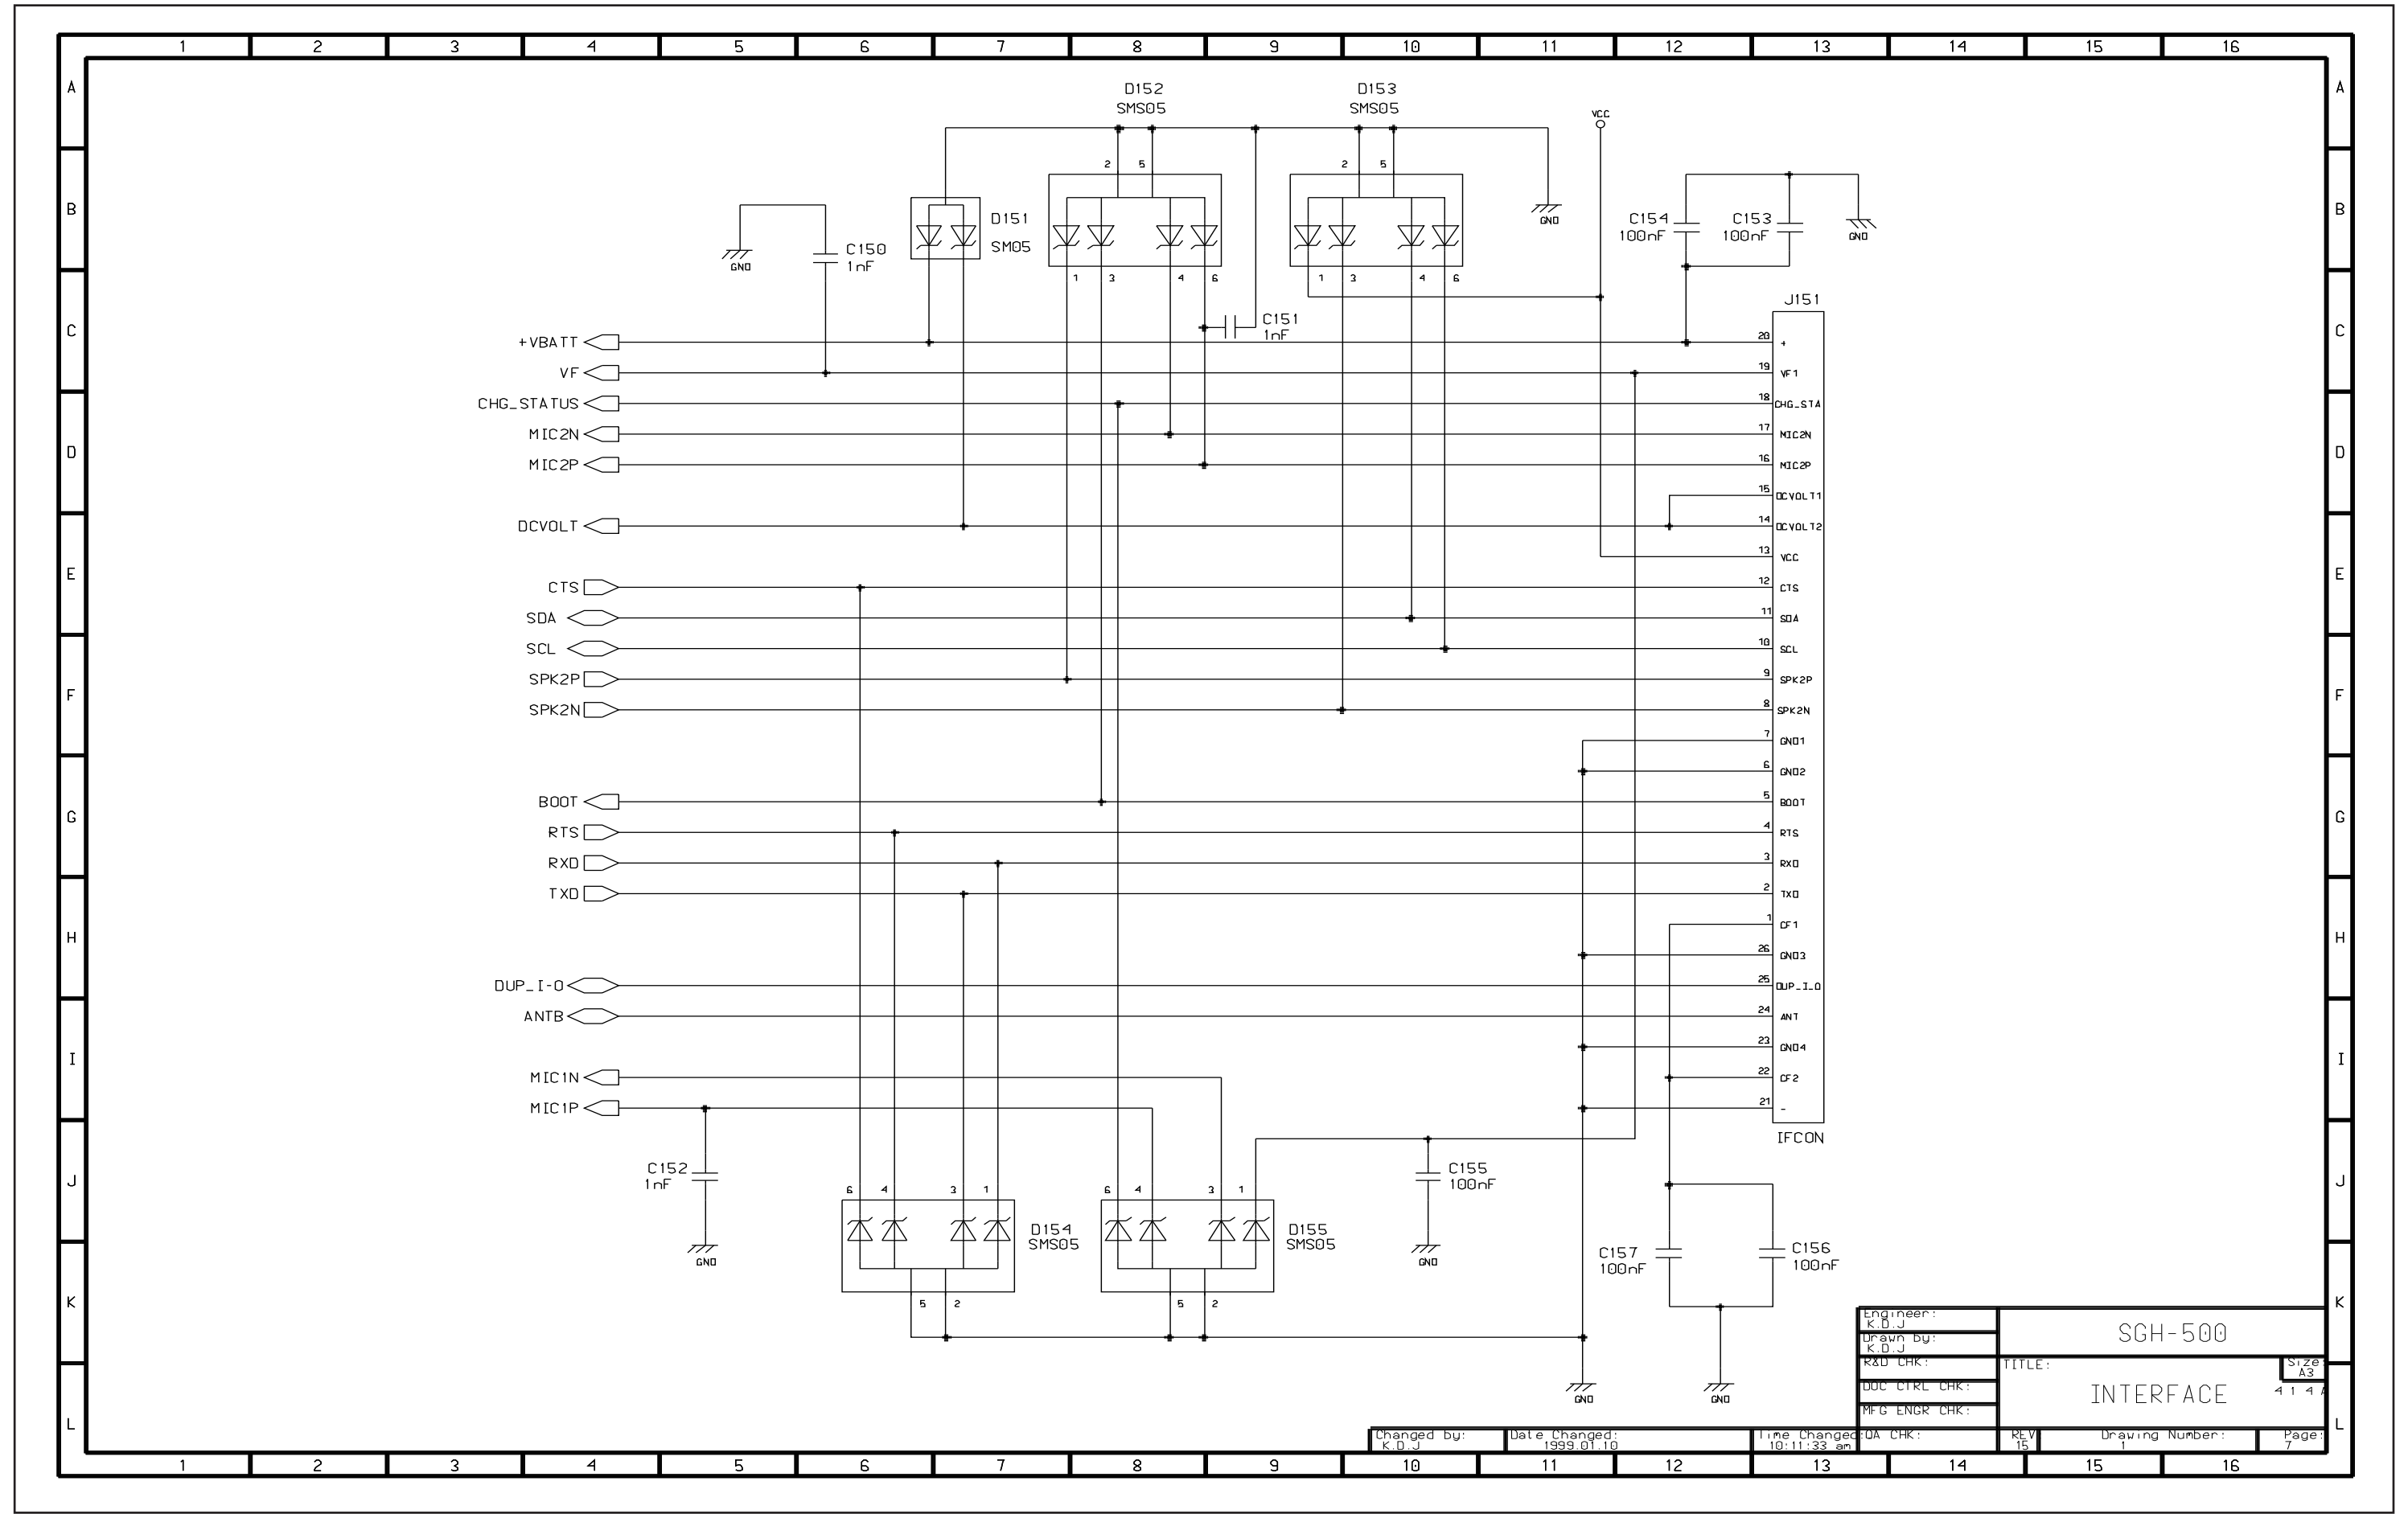 1 2 3 4 5 6 7 8 9 10 11 12 13 14 15 16
A A
D152 D153
SMS05 SMS05
VCC
2 5 2 5
B B
D151
SM05
GND
C154
100nF
C153
100nF
GND
C150
1nF
GND
1 3 4 6 1 3 4 6
J151
C C
C151
1nF
+VBATT 20 +
VF 19 VF1
CHG_STATUS 18 CHG_STA
MIC2N 17 MIC2N
D D
MIC2P 16 MIC2P
15 DCVOLT1
DCVOLT 14 DCVOLT2
13 VCC
E E
CTS 12 CTS
SDA 11 SDA
SCL 10 SCL
SPK2P 9 SPK2P
F F
SPK2N 8 SPK2N
7 GND1
6 GND2
BOOT 5 BOOT
G G
RTS 4 RTS
RXD 3 RXD
TXD 2 TXD
1 CF1
H H
26 GND3
DUP_I-O 25 DUP_I_O
ANTB 24 ANT
23 GND4
I I
MIC1N 22 CF2
MIC1P 21 -
IFCON
C152
1nF
C155
100nF
J J
6 4 3 1 6 4 3 1
D154
SMS05
D155
SMS05
GND GND
C157
100nF
C156
100nF
5 2 5 2
K K
GND GND
Engineer:
K.D.J
Drawn by:
K.D.J
R&D CHK:
DOC CTRL CHK:
MFG ENGR CHK:
SGH-500
TITLE:
INTERFACE
Size:
A3
4 1 4 A
L L
Changed by:
K.D.J
Date Changed:
1999.01.10
Time Changed:
10:11:33 am
QA CHK:
REV
15
Drawing Number:
1
Page:
7
1 2 3 4 5 6 7 8 9 10 11 12 13 14 15 16